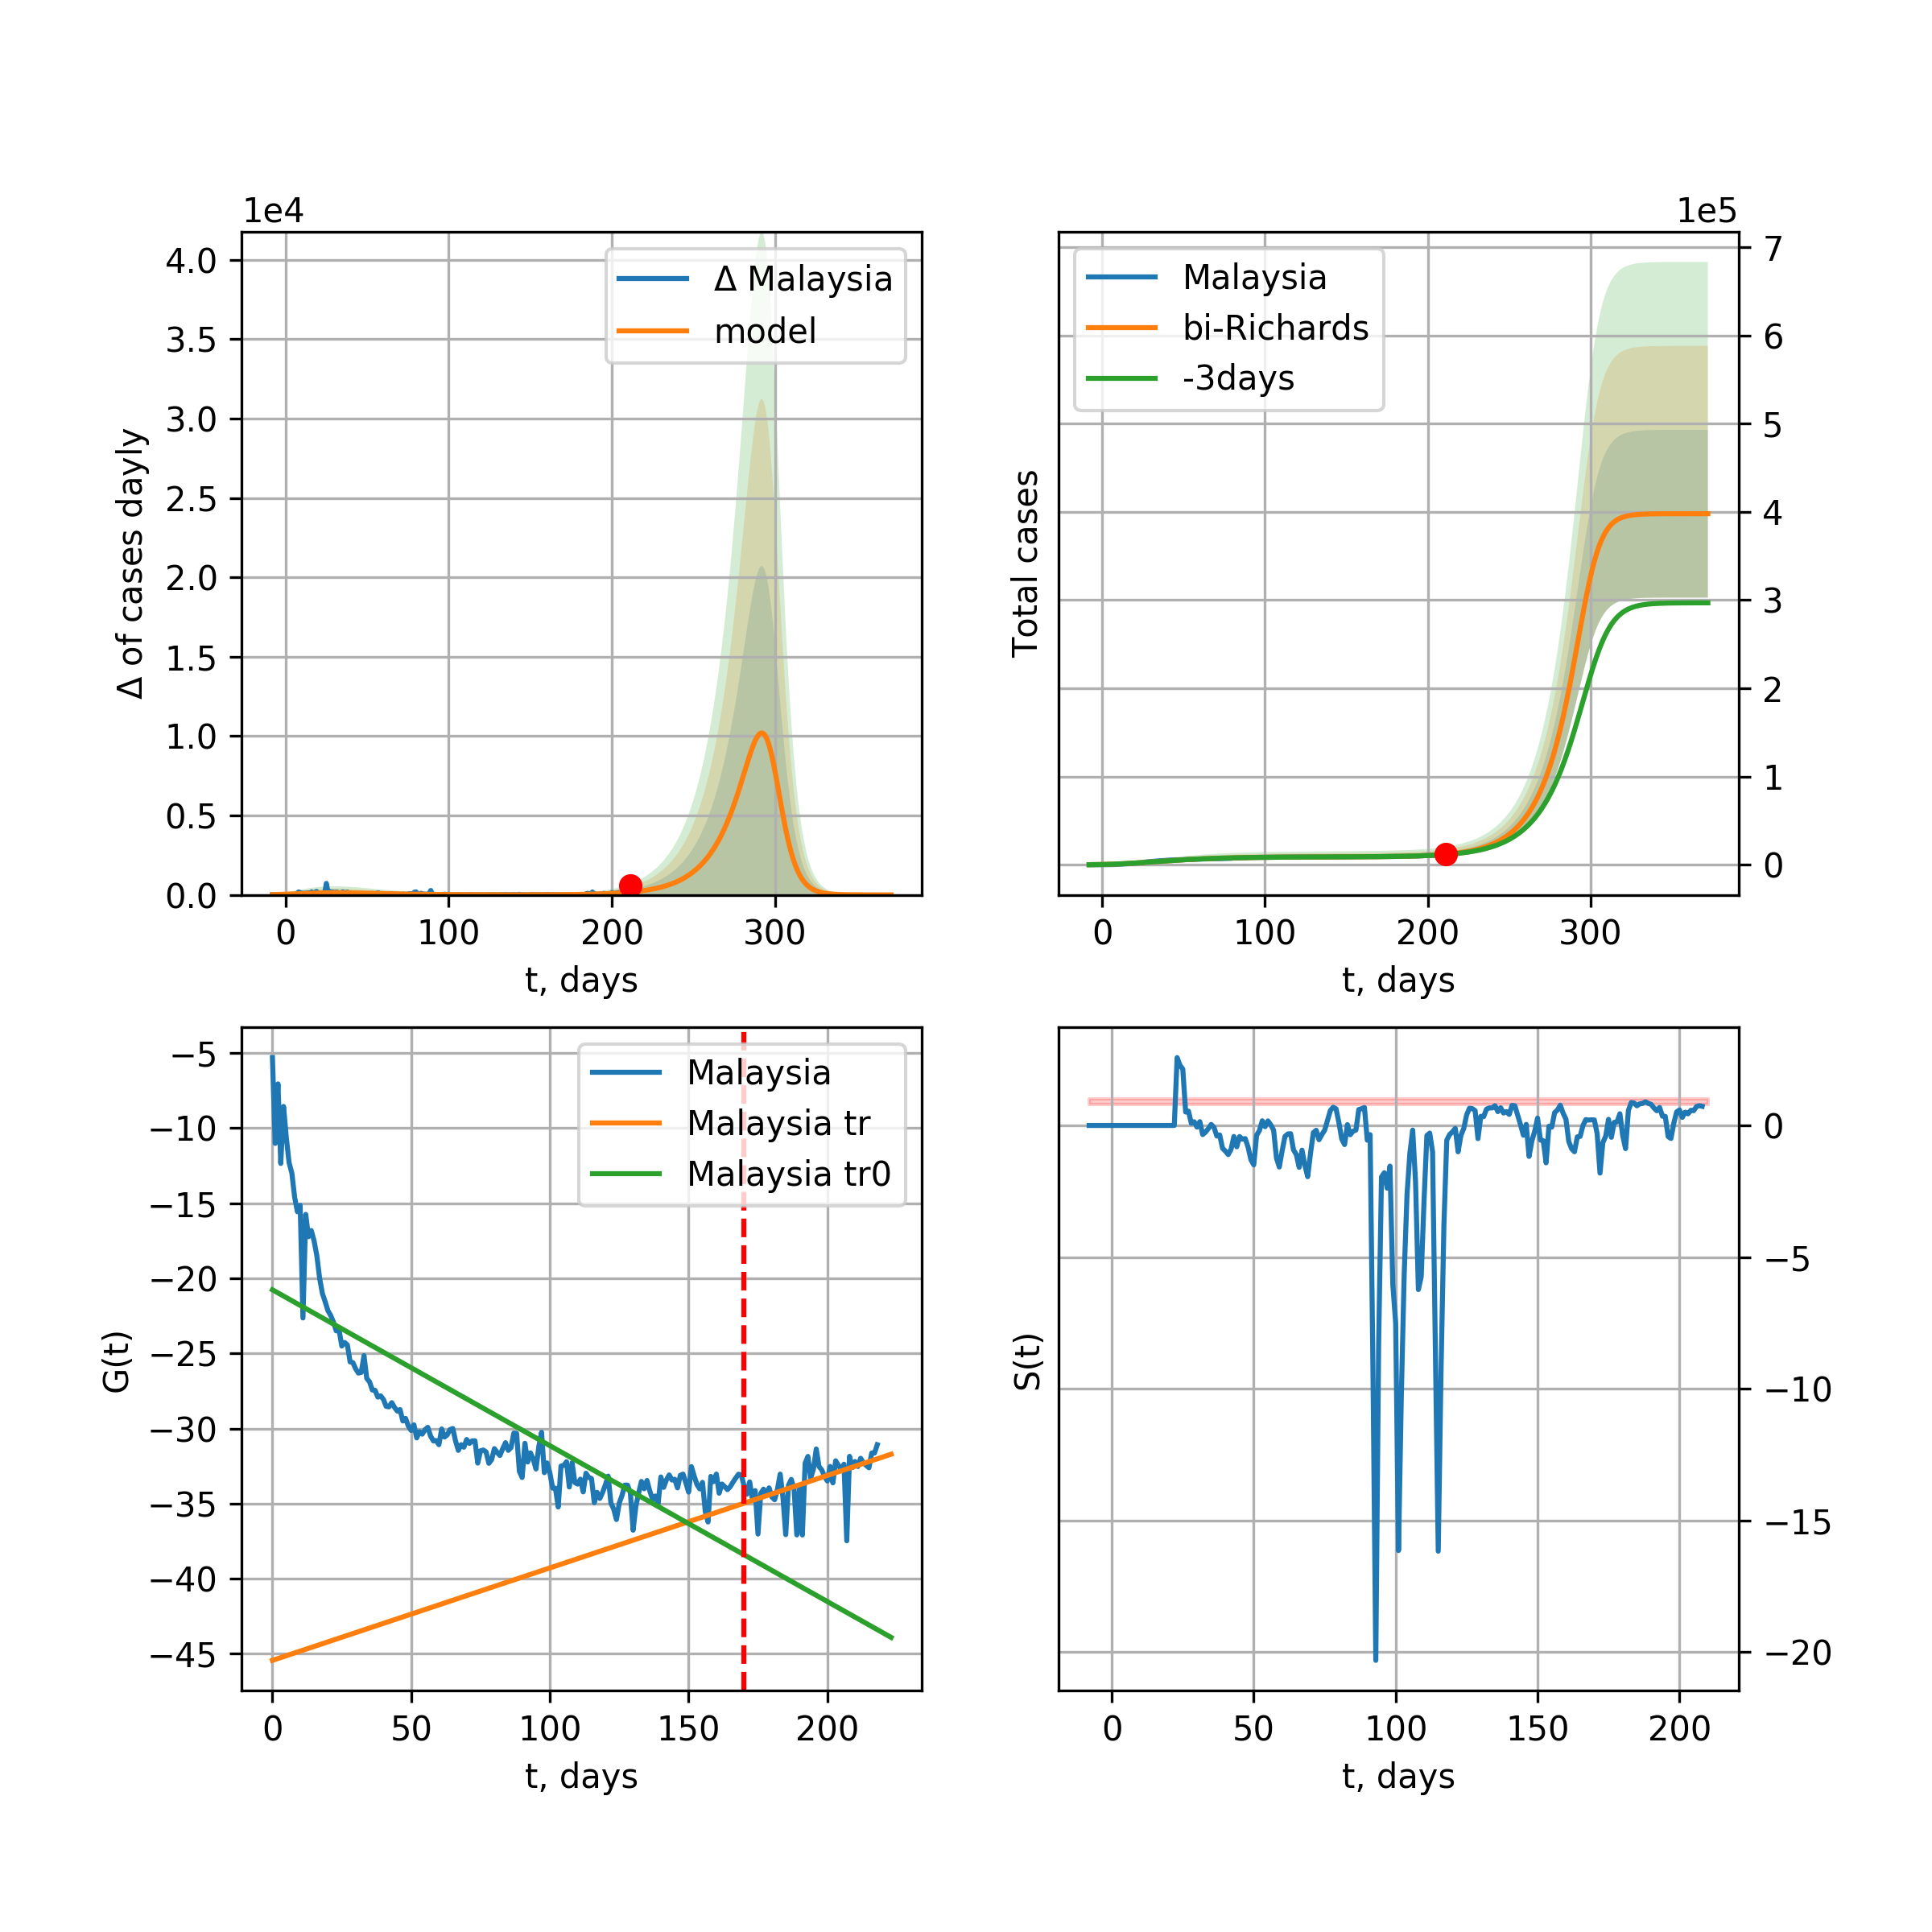 1e4
4.0
3.5
3.0
2.5
2.0
1.5
1.0
0.5
0.0
Δ of cases dayly
Δ Malaysia
model
0 100 200 300
t, days
1e5
7
6
5
4
3
2
1
0
Total cases
Malaysia
bi-Richards
-3days
0 100 200 300
t, days
−5
−10
−15
−20
−25
−30
−35
−40
−45
G(t)
Malaysia
Malaysia tr
Malaysia tr0
0 50 100 150 200
t, days
S(t)
0
−5
−10
−15
−20
0 50 100 150 200
t, days